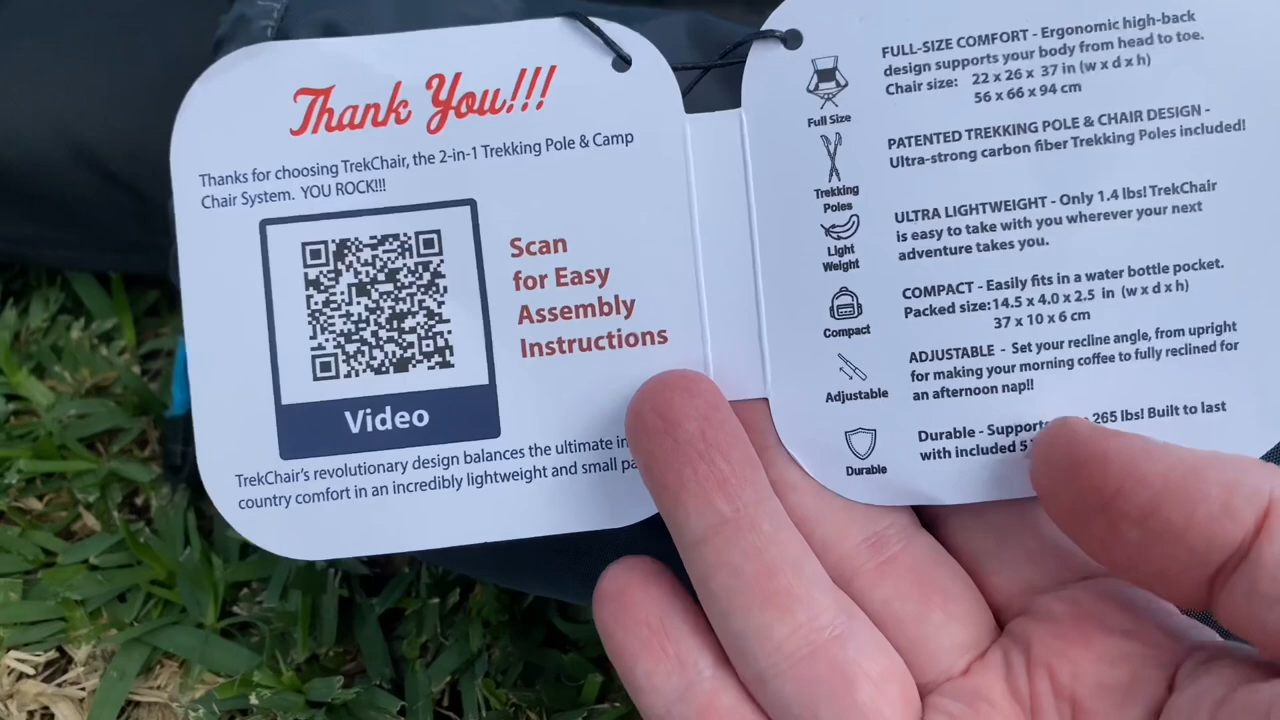 Thank You!!!
Thanks for choosing TrekChair, the 2-in-1 Trekking Pole & Camp
Chair System. YOU ROCK!!!
Scan
for Easy
Assembly
Instructions
Video
TrekChair's revolutionary design balances the ultimate in
country comfort in an incredibly lightweight and small
Full Size
FULL-SIZE COMFORT - Ergonomic high-back
design supports your body from head to toe.
Chair size: 22 x 26 x 37 in (w x d x h)
56 x 66 x 94 cm
Trekking
Poles
PATENTED TREKKING POLE & CHAIR DESIGN -
Ultra-strong carbon fiber Trekking Poles included!
Light
Weight
ULTRA LIGHTWEIGHT - Only 1.4 lbs! TrekChair
is easy to take with you wherever your next
adventure takes you.
Compact
COMPACT - Easily fits in a water bottle pocket.
Packed size: 14.5 x 4.0 x 2.5 in (w x d x h)
37 x 10 x 6 cm
Adjustable
ADJUSTABLE - Set your recline angle, from upright
for making your morning coffee to fully reclined for
an afternoon nap!!
Durable
Durable - Supports 265 lbs! Built to last
with included 5